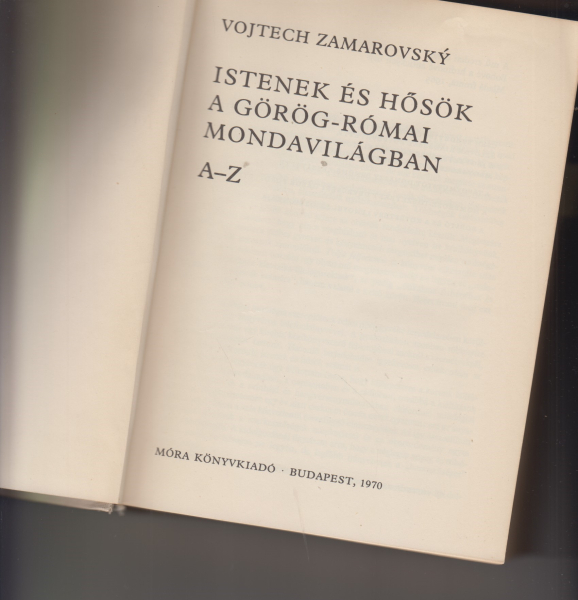 VOJTECH ZAMAROVSKÝ
ISTENEK ÉS HŐSÖK
A GÖRÖG-RÓMAI
MONDAVILÁGBAN
A–Z
MÓRA KÖNYVKIADÓ · BUDAPEST, 1970